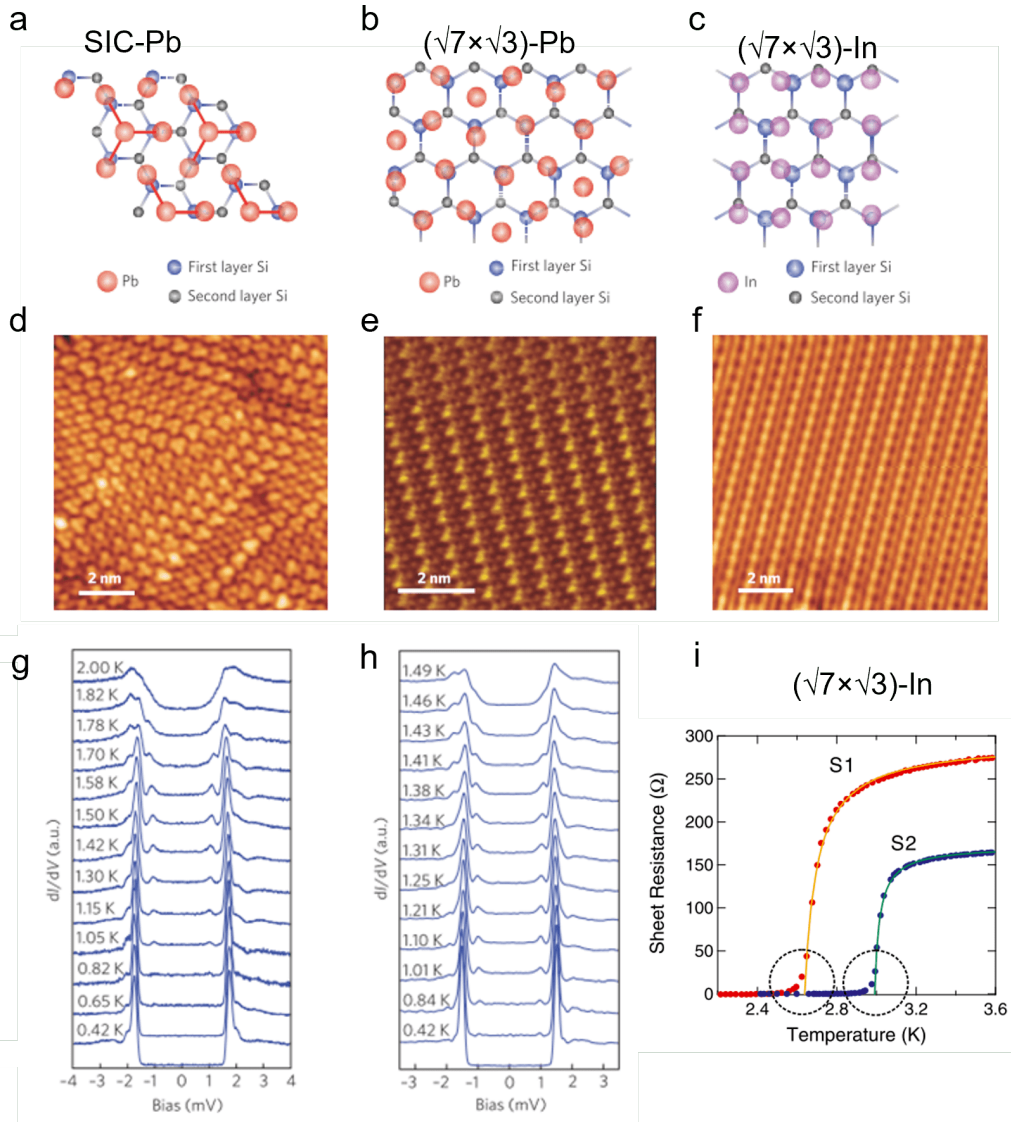 a
SIC-Pb
b
(√7×√3)-Pb
c
(√7×√3)-In
Pb
First layer Si
Second layer Si
Pb
First layer Si
Second layer Si
In
First layer Si
Second layer Si
d
2 nm
e
2 nm
f
2 nm
g
dI/dV (a.u.)
2.00 K
1.82 K
1.78 K
1.70 K
1.58 K
1.50 K
1.42 K
1.30 K
1.15 K
1.05 K
0.82 K
0.65 K
0.42 K
-4 -3 -2 -1 0 1 2 3 4
Bias (mV)
h
dI/dV (a.u.)
1.49 K
1.46 K
1.43 K
1.41 K
1.38 K
1.34 K
1.31 K
1.25 K
1.21 K
1.10 K
1.01 K
0.84 K
0.42 K
-3 -2 -1 0 1 2 3
Bias (mV)
i
(√7×√3)-In
Sheet Resistance (Ω)
300
250
200
150
100
50
0
S1
S2
2.4 2.8 3.2 3.6
Temperature (K)